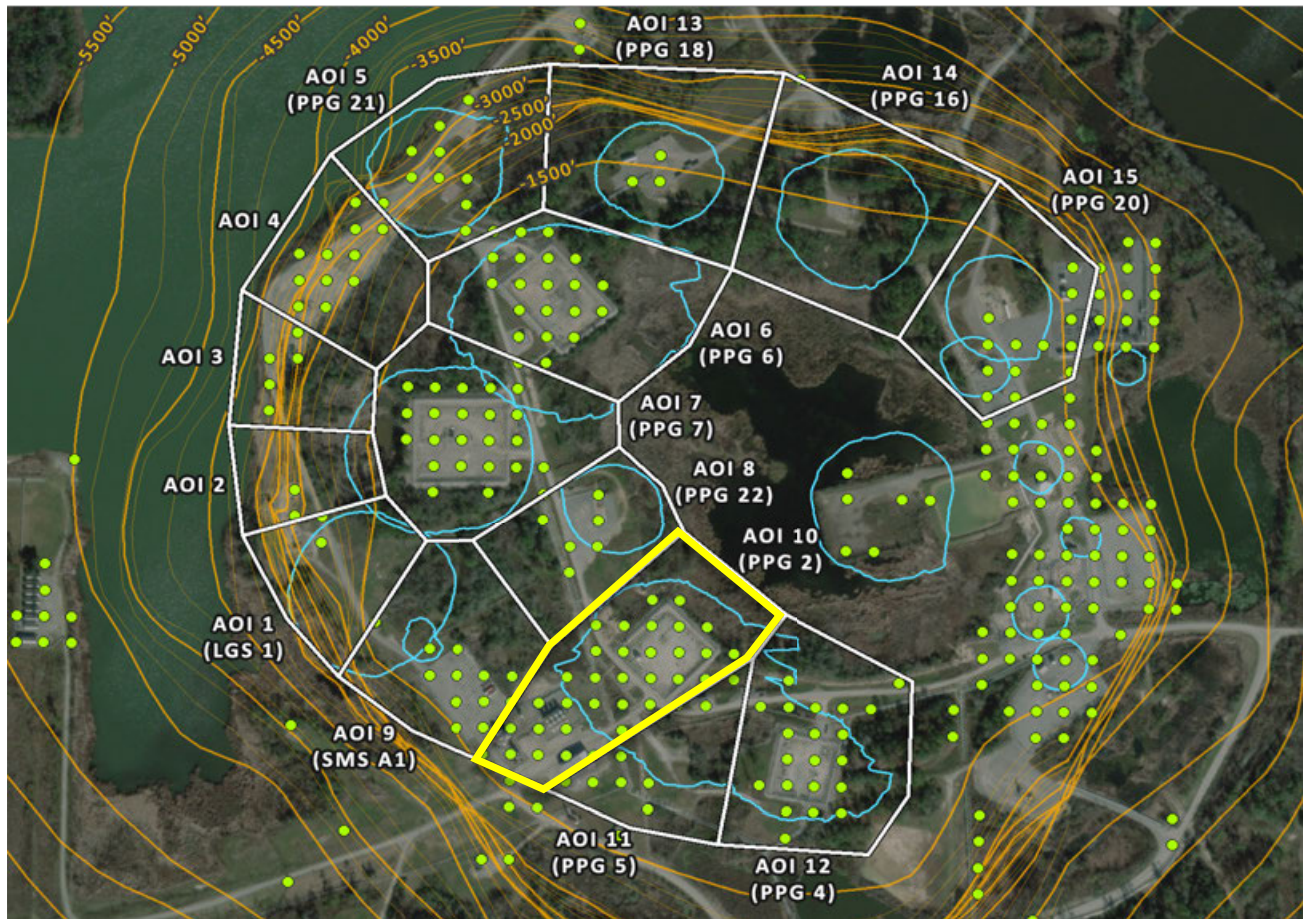 -5500'
-5000'
-4500'
-4000'
-3500'
-3000'
-2500'
-2000'
-1500'
AOI 13
(PPG 18)
AOI 5
(PPG 21)
AOI 14
(PPG 16)
AOI 15
(PPG 20)
AOI 4
AOI 3
AOI 6
(PPG 6)
AOI 7
(PPG 7)
AOI 8
(PPG 22)
AOI 2
AOI 10
(PPG 2)
AOI 1
(LGS 1)
AOI 9
(SMS A1)
AOI 11
(PPG 5)
AOI 12
(PPG 4)